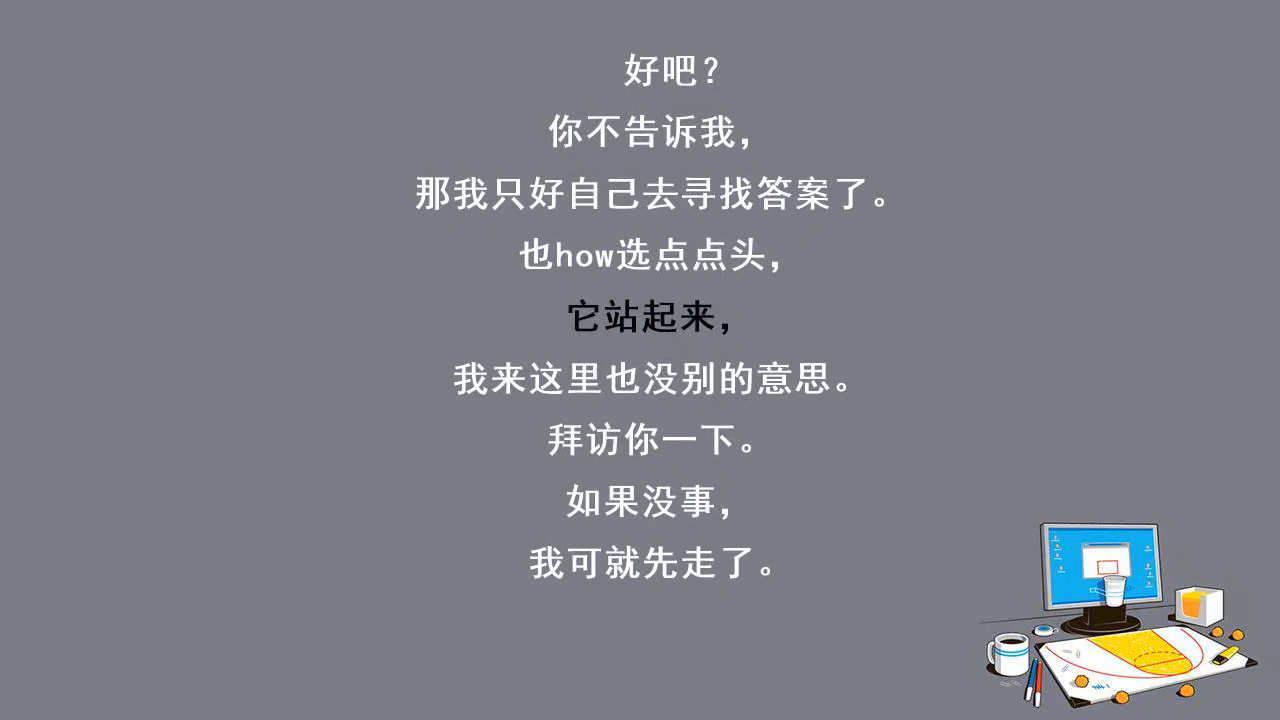 好吧？
你不告诉我，
那我只好自己去寻找答案了。
也how选点点头，
它站起来，
我来这里也没别的意思。
拜访你一下。
如果没事，
我可就先走了。